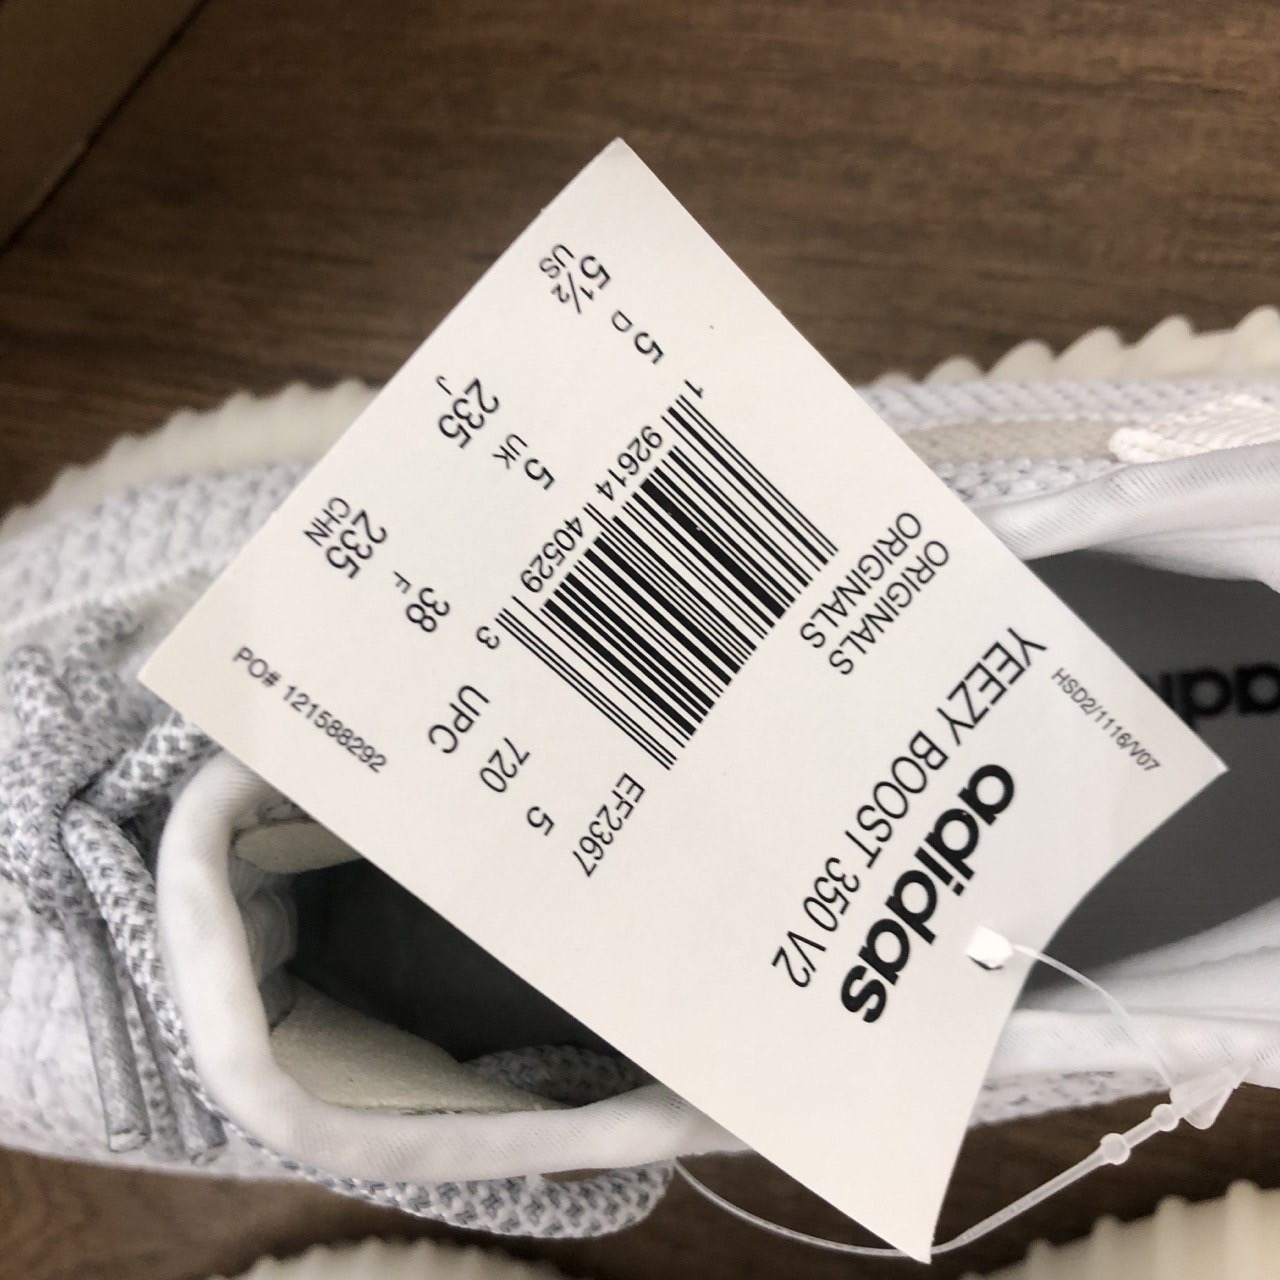 HSD2/1116/V07
adidas
YEEZY BOOST 350 V2
ORIGINALS
ORIGINALS
EF2367
1 92614 40529 3
5 720 UPC
5 5 38
D UK F
5½ 235 235
US J CHN
PO# 121588292
adi